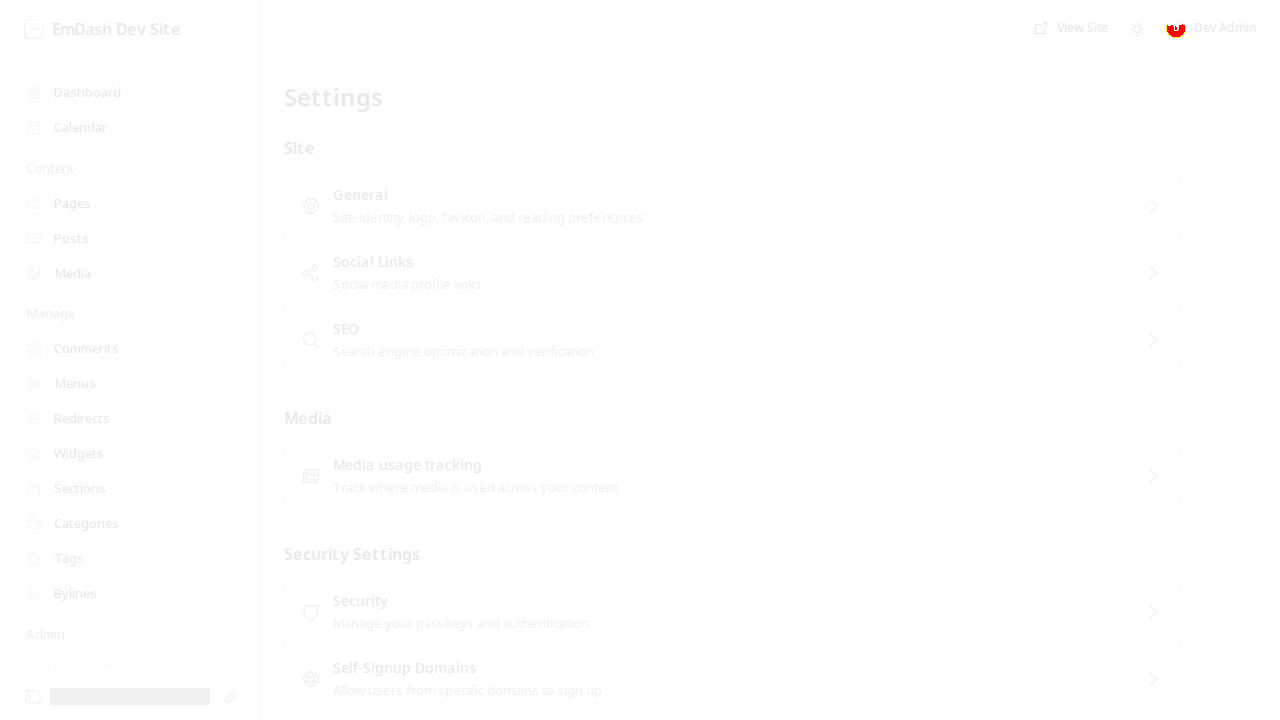 EmDash Dev Site
View Site
Dev Admin
Dashboard
Calendar
Content
Pages
Posts
Media
Manage
Comments
Menus
Redirects
Widgets
Sections
Categories
Tags
Bylines
Admin
Settings
Site
General
Site identity, logo, favicon, and reading preferences
Social Links
Social media profile links
SEO
Search engine optimization and verification
Media
Media usage tracking
Track where media is used across your content
Security Settings
Security
Manage your passkeys and authentication
Self-Signup Domains
Allow users from specific domains to sign up